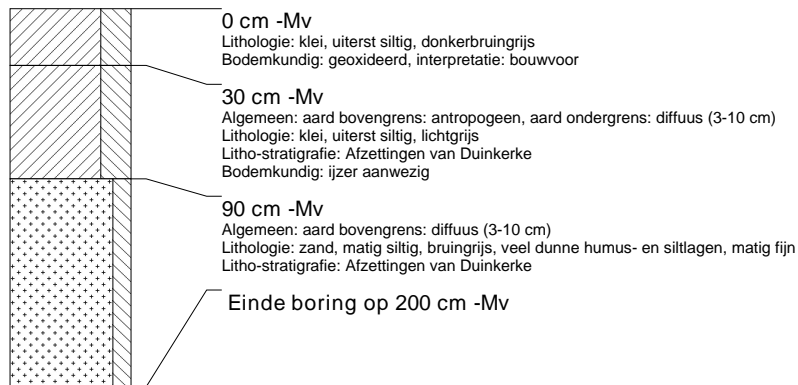 0 cm -Mv
Lithologie: klei, uiterst siltig, donkerbruingrijs
Bodemkundig: geoxideerd, interpretatie: bouwvoor
30 cm -Mv
Algemeen: aard bovengrens: antropogeen, aard ondergrens: diffuus (3-10 cm)
Lithologie: klei, uiterst siltig, lichtgrijs
Litho-stratigrafie: Afzettingen van Duinkerke
Bodemkundig: ijzer aanwezig
90 cm -Mv
Algemeen: aard bovengrens: diffuus (3-10 cm)
Lithologie: zand, matig siltig, bruingrijs, veel dunne humus- en siltlagen, matig fijn
Litho-stratigrafie: Afzettingen van Duinkerke
Einde boring op 200 cm -Mv